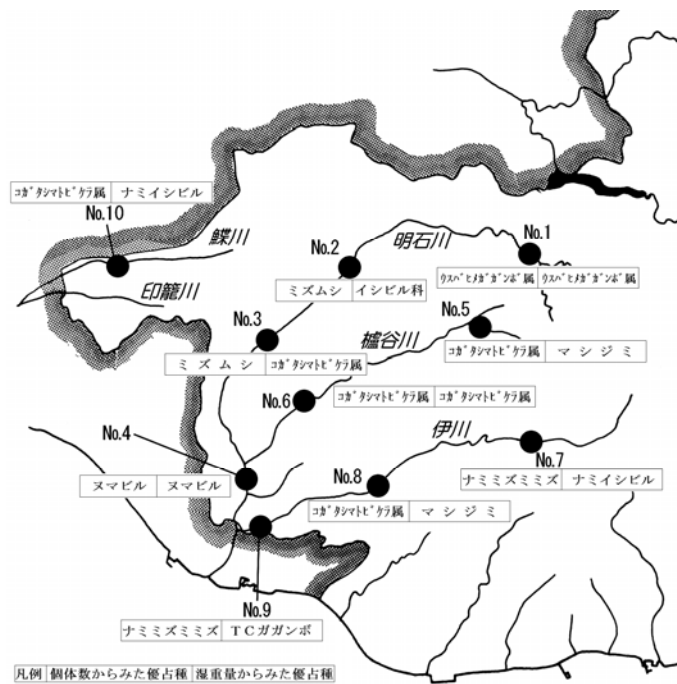 コガタシマトビケラ属 ナミイシビル
No.10
鰈川
印籠川
明石川
No.1
ウスバヒメガガンボ属 ウスバヒメガガンボ属
No.2
ミズムシ イシビル科
No.3
ミズムシ コガタシマトビケラ属
櫨谷川
No.5
コガタシマトビケラ属 マシジミ
No.6
コガタシマトビケラ属 コガタシマトビケラ属
No.4
ヌマビル ヌマビル
伊川
No.7
ナミミズミミズ ナミイシビル
No.8
コガタシマトビケラ属 マシジミ
No.9
ナミミズミミズ TCガガンボ
凡例 個体数からみた優占種 湿重量からみた優占種